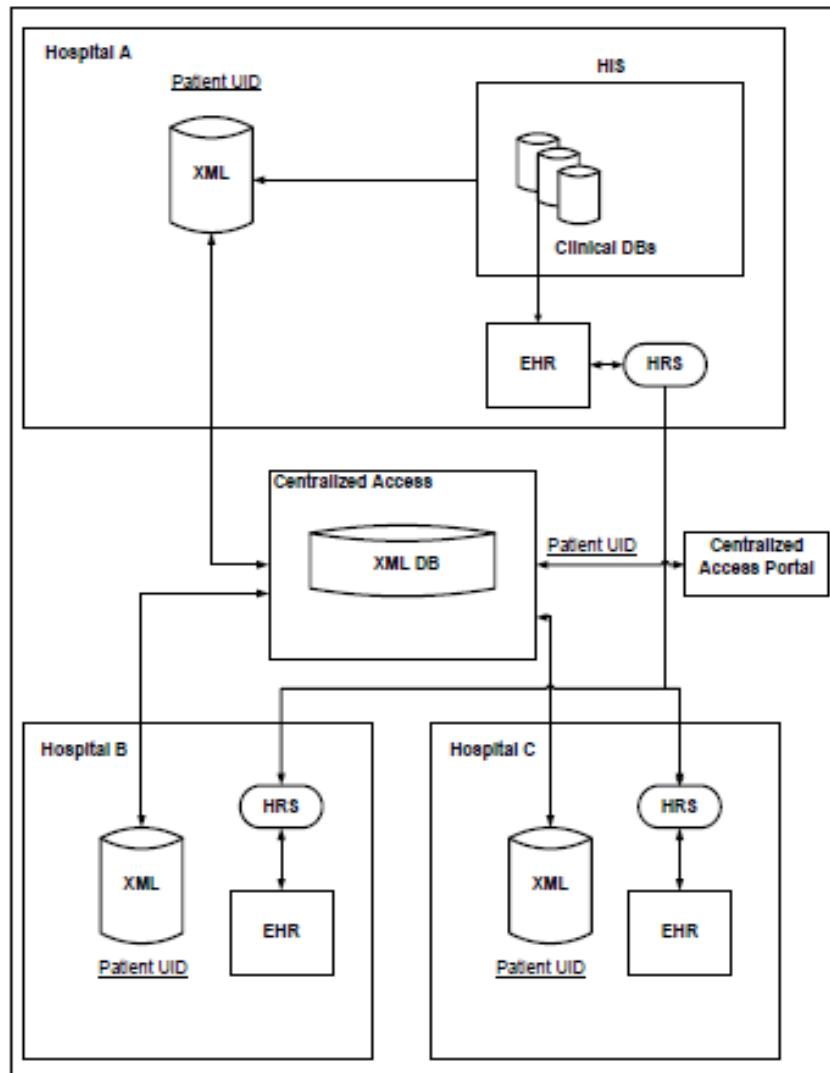 Hospital A
HIS
Patient UID
XML
Clinical DBs
EHR
HRS
Centralized Access
XML DB
Patient UID
Centralized
Access Portal
Hospital B
HRS
XML
EHR
Patient UID
Hospital C
HRS
XML
EHR
Patient UID